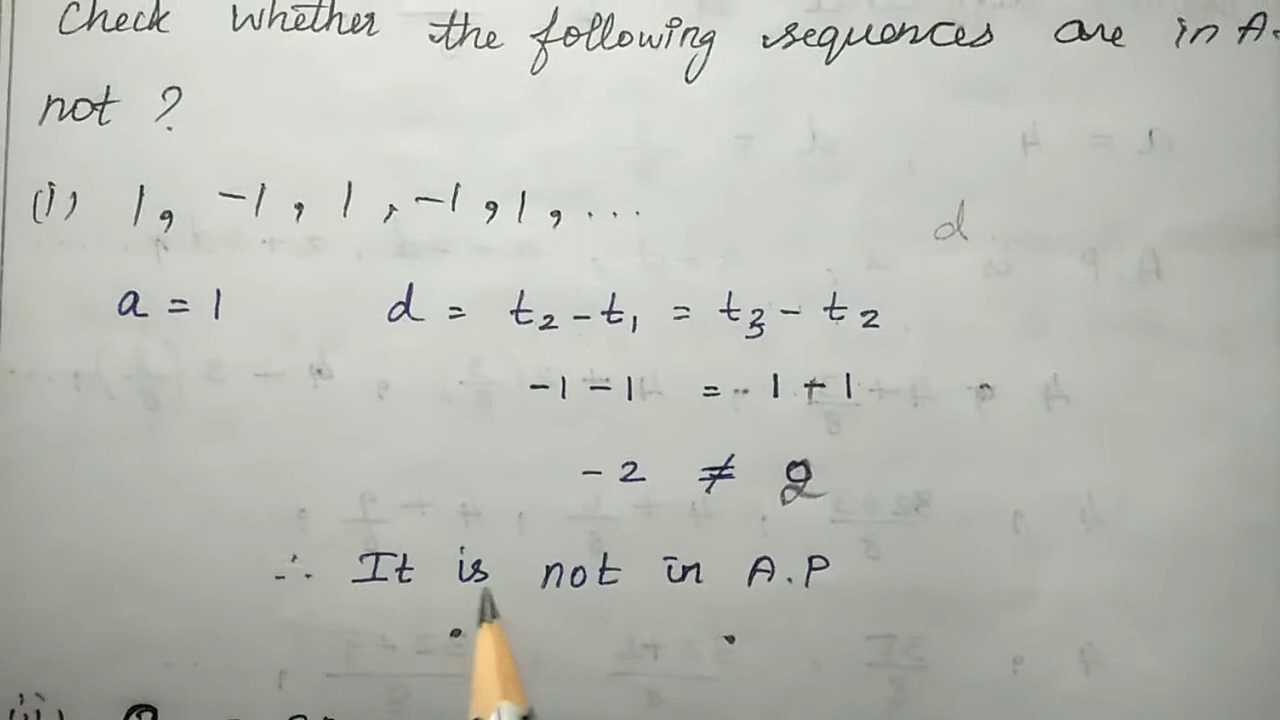 Check whether the following sequences are in A.
not ?
(i) 1, -1, 1, -1, 1, ...
d
a = 1 d = t₂ - t₁ = t₃ - t₂
-1 - 1 = 1 + 1
-2 ≠ 2
∴ It is not in A.P